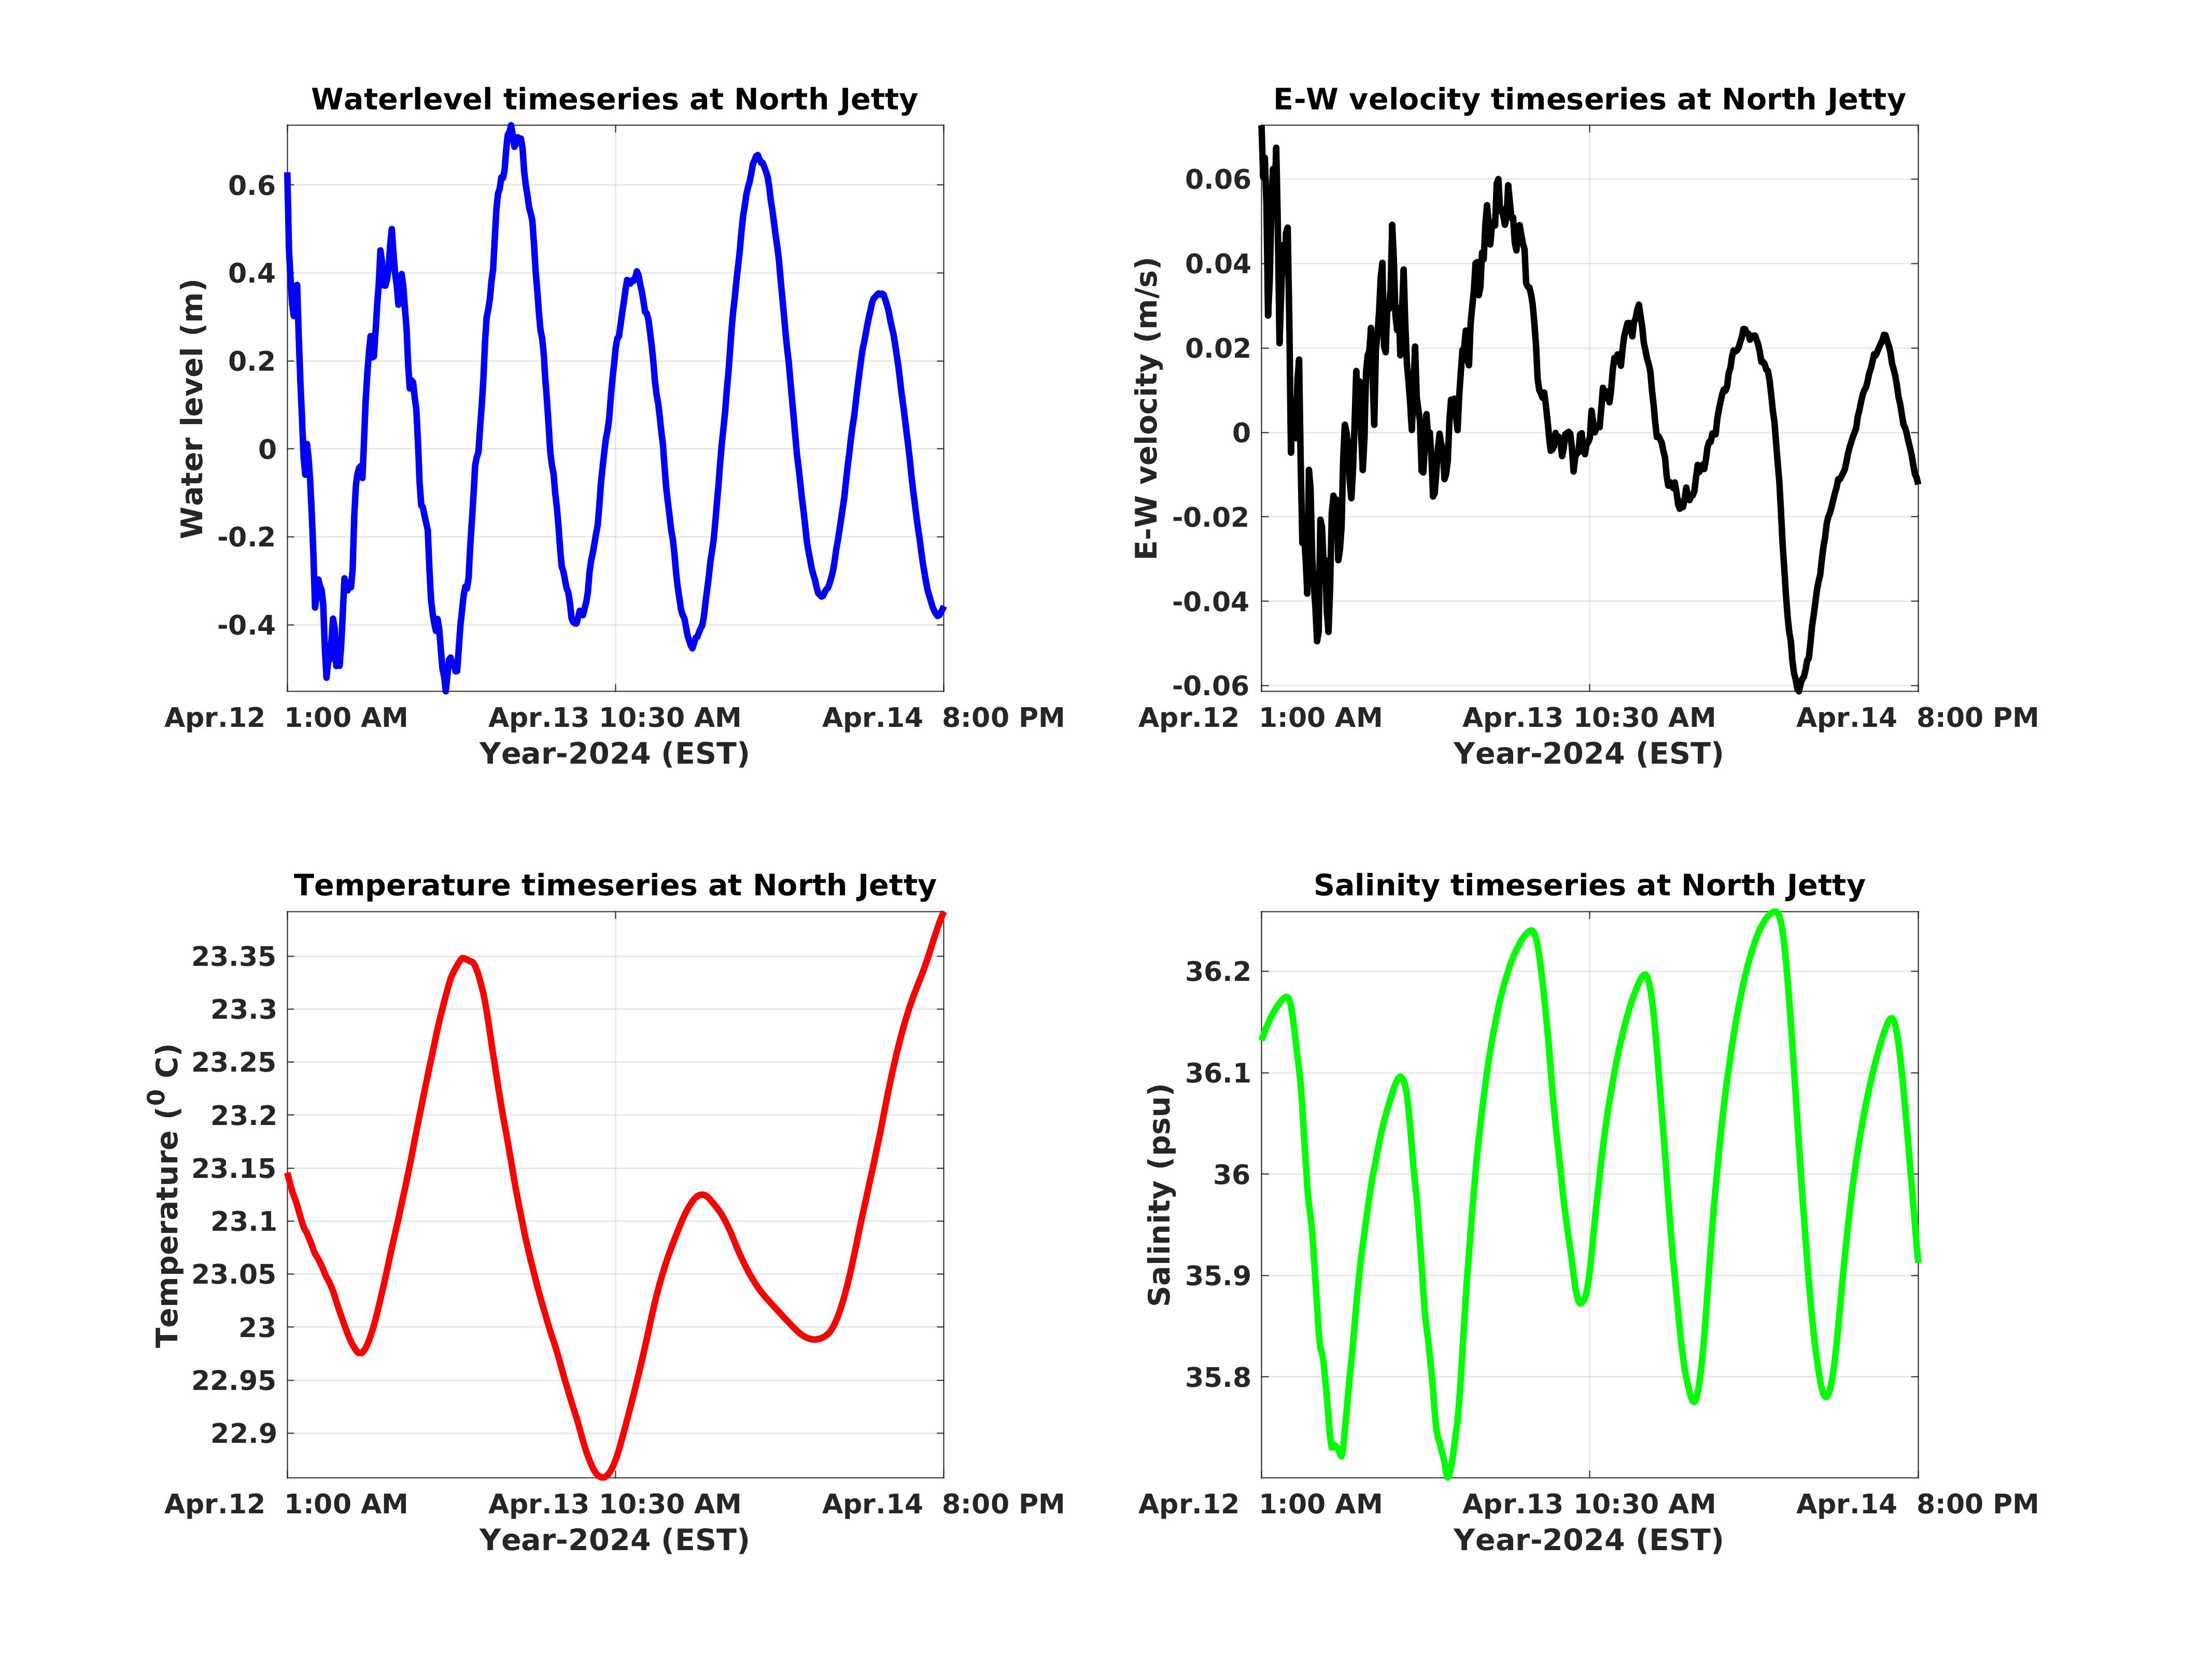 Waterlevel timeseries at North Jetty
0.6
0.4
0.2
0
-0.2
-0.4
Water level (m)
Apr.12 1:00 AM Apr.13 10:30 AM Apr.14 8:00 PM
Year-2024 (EST)
E-W velocity timeseries at North Jetty
0.06
0.04
0.02
0
-0.02
-0.04
-0.06
E-W velocity (m/s)
Apr.12 1:00 AM Apr.13 10:30 AM Apr.14 8:00 PM
Year-2024 (EST)
Temperature timeseries at North Jetty
23.35
23.3
23.25
23.2
23.15
23.1
23.05
23
22.95
22.9
Temperature (⁰ C)
Apr.12 1:00 AM Apr.13 10:30 AM Apr.14 8:00 PM
Year-2024 (EST)
Salinity timeseries at North Jetty
36.2
36.1
36
35.9
35.8
Salinity (psu)
Apr.12 1:00 AM Apr.13 10:30 AM Apr.14 8:00 PM
Year-2024 (EST)